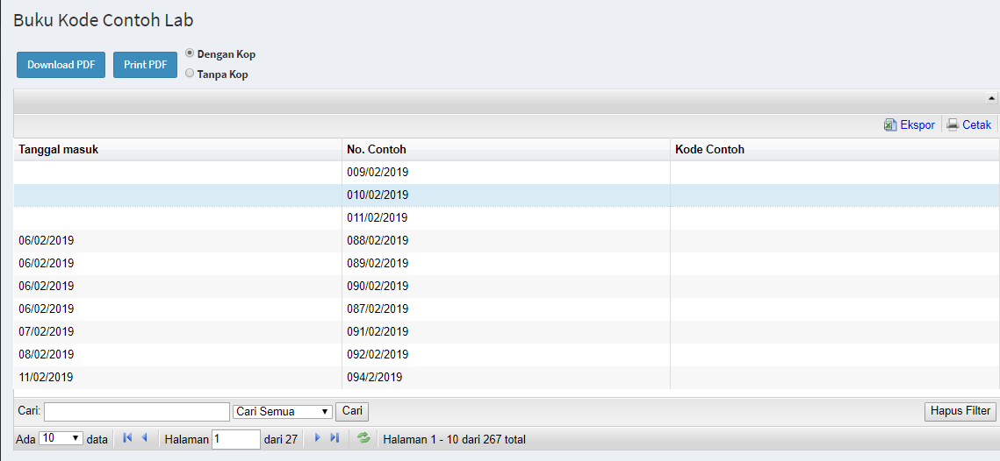 Buku Kode Contoh Lab
Download PDF Print PDF Dengan Kop
Tanpa Kop
Ekspor Cetak
Tanggal masuk No. Contoh Kode Contoh
009/02/2019
010/02/2019
011/02/2019
06/02/2019 088/02/2019
06/02/2019 089/02/2019
06/02/2019 090/02/2019
06/02/2019 087/02/2019
07/02/2019 091/02/2019
08/02/2019 092/02/2019
11/02/2019 094/2/2019
Cari: Cari Semua Cari Hapus Filter
Ada 10 data Halaman 1 dari 27 Halaman 1 - 10 dari 267 total